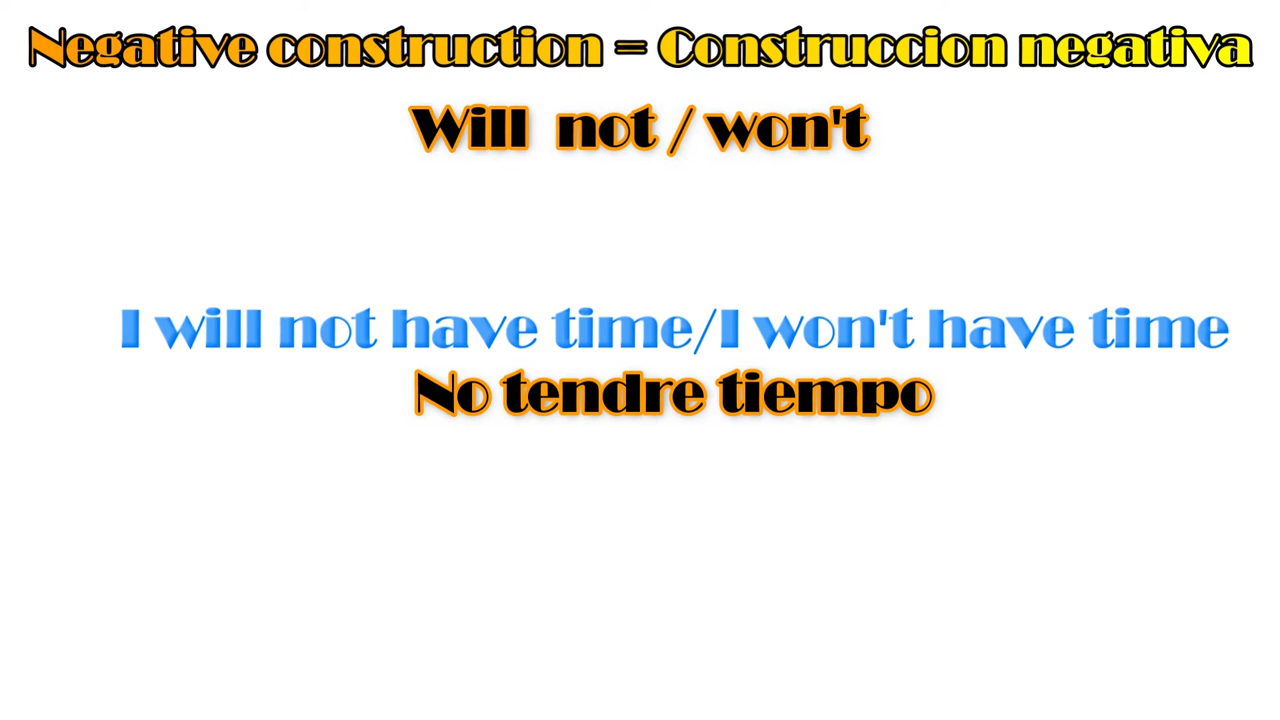 Negative construction = Construccion negativa
Will not / won't
I will not have time/I won't have time
No tendre tiempo